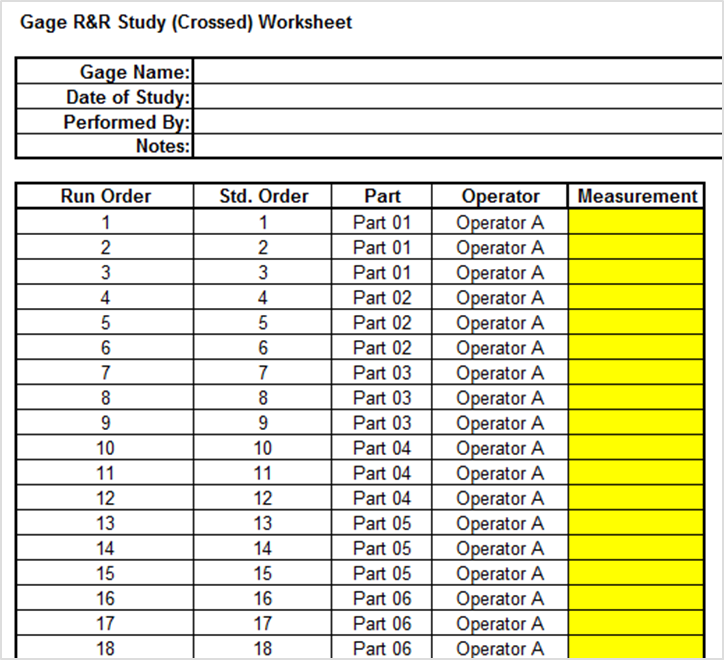 Gage R&R Study (Crossed) Worksheet
Gage Name:
Date of Study:
Performed By:
Notes:
Run Order Std. Order Part Operator Measurement
1 1 Part 01 Operator A
2 2 Part 01 Operator A
3 3 Part 01 Operator A
4 4 Part 02 Operator A
5 5 Part 02 Operator A
6 6 Part 02 Operator A
7 7 Part 03 Operator A
8 8 Part 03 Operator A
9 9 Part 03 Operator A
10 10 Part 04 Operator A
11 11 Part 04 Operator A
12 12 Part 04 Operator A
13 13 Part 05 Operator A
14 14 Part 05 Operator A
15 15 Part 05 Operator A
16 16 Part 06 Operator A
17 17 Part 06 Operator A
18 18 Part 06 Operator A